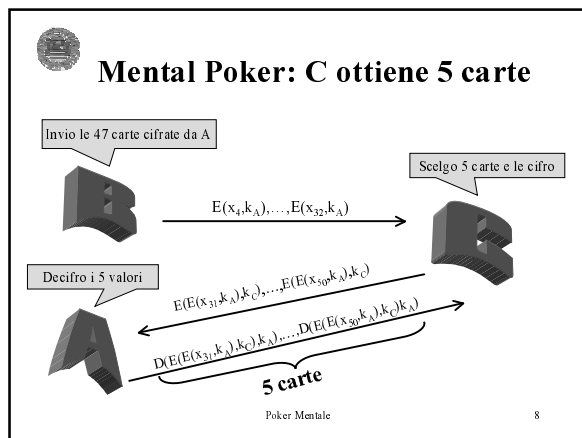 Mental Poker: C ottiene 5 carte
Invio le 47 carte cifrate da A
Scelgo 5 carte e le cifro
B
E(x4,kA),…,E(x32,kA)
C
Decifro i 5 valori
E(E(x31,kA),kC),…,E(E(x50,kA),kC)
A
D(E(E(x31,kA),kC),kA),…,D(E(E(x50,kA),kC)kA)
5 carte
Poker Mentale
8